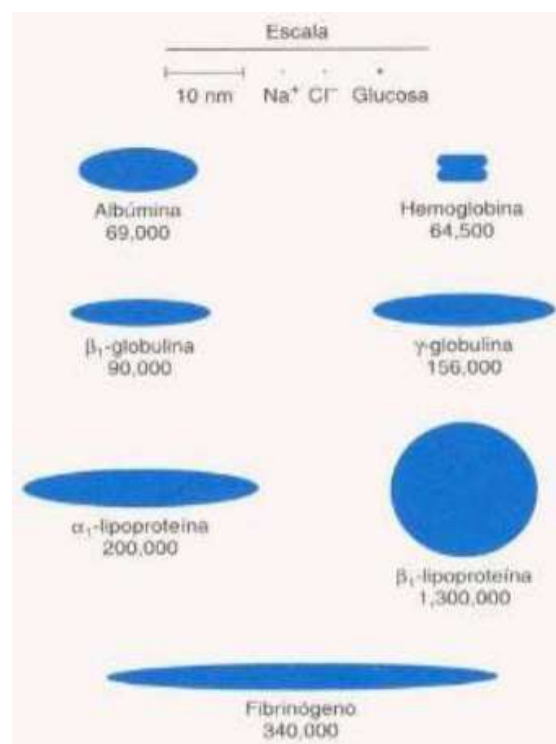 Escala
10 nm Na⁺ Cl⁻ Glucosa
Albúmina
69,000
Hemoglobina
64,500
β₁-globulina
90,000
γ-globulina
156,000
α₁-lipoproteína
200,000
β₁-lipoproteína
1,300,000
Fibrinógeno
340,000